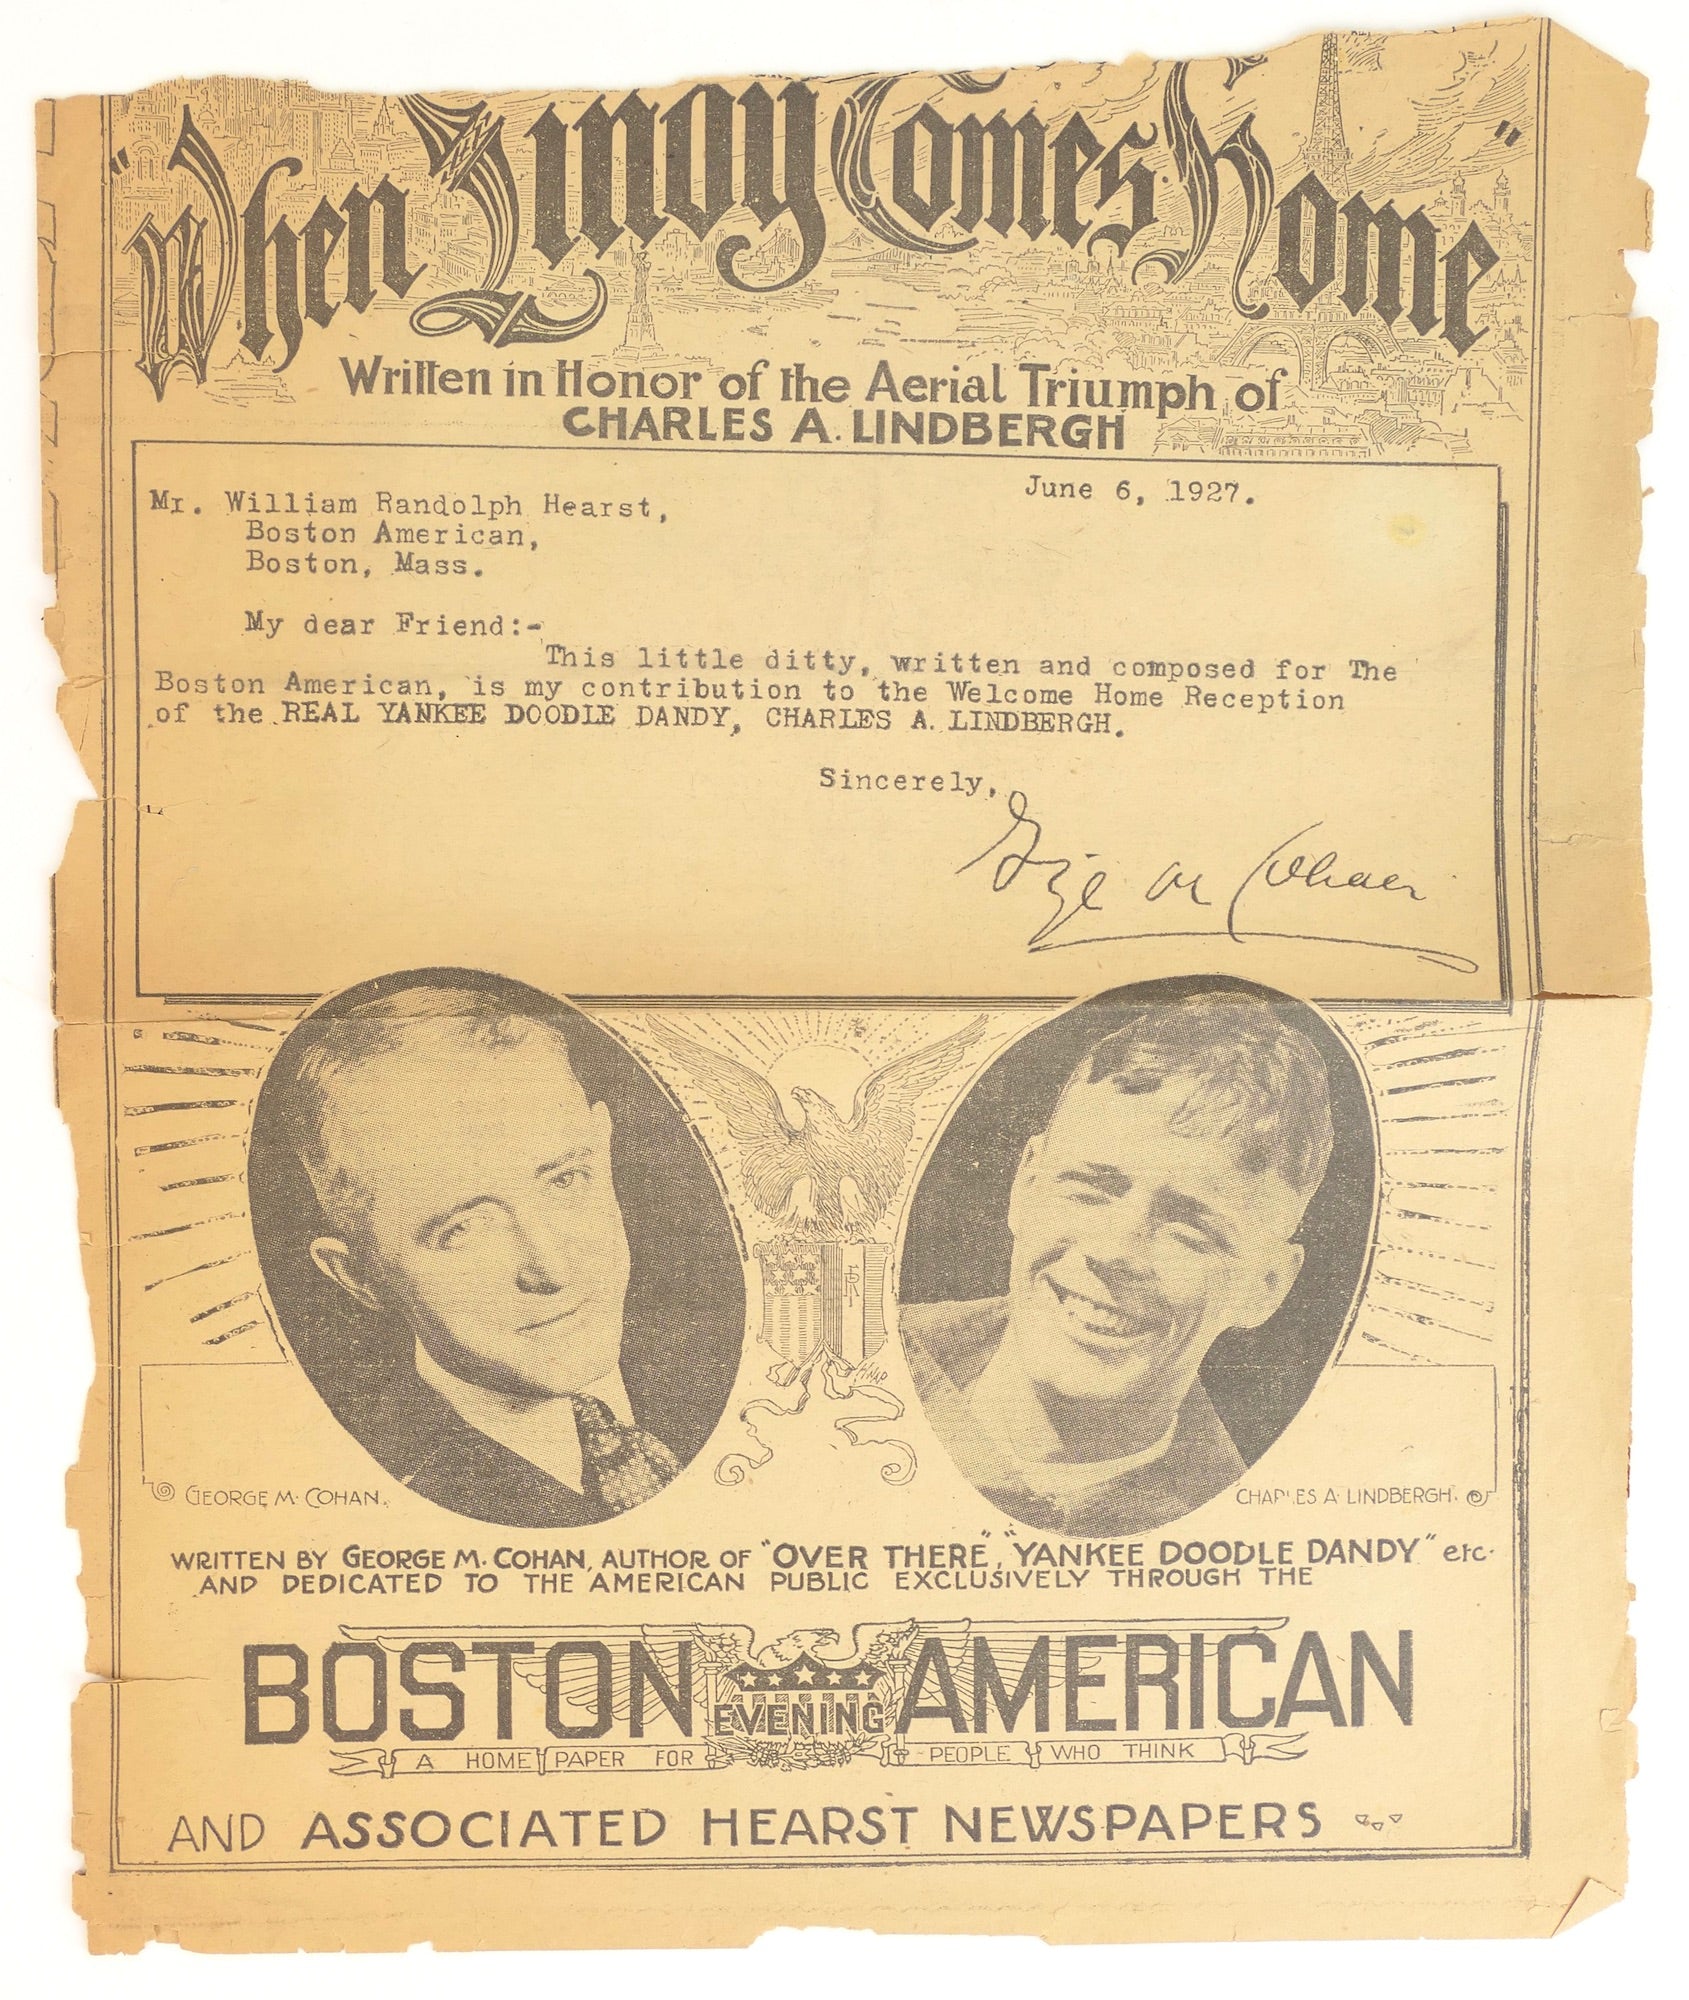 "When Lindy Comes Home"
Written in Honor of the Aerial Triumph of
CHARLES A. LINDBERGH
June 6, 1927.
Mr. William Randolph Hearst,
Boston American,
Boston, Mass.
My dear Friend:-
This little ditty, written and composed for The
Boston American, is my contribution to the Welcome Home Reception
of the REAL YANKEE DOODLE DANDY, CHARLES A. LINDBERGH.
Sincerely,
Geo M Cohan
GEORGE M. COHAN.
CHARLES A. LINDBERGH.
WRITTEN BY GEORGE M. COHAN, AUTHOR OF "OVER THERE", "YANKEE DOODLE DANDY" etc.
AND DEDICATED TO THE AMERICAN PUBLIC EXCLUSIVELY THROUGH THE
BOSTON EVENING AMERICAN
A HOME PAPER FOR PEOPLE WHO THINK
AND ASSOCIATED HEARST NEWSPAPERS